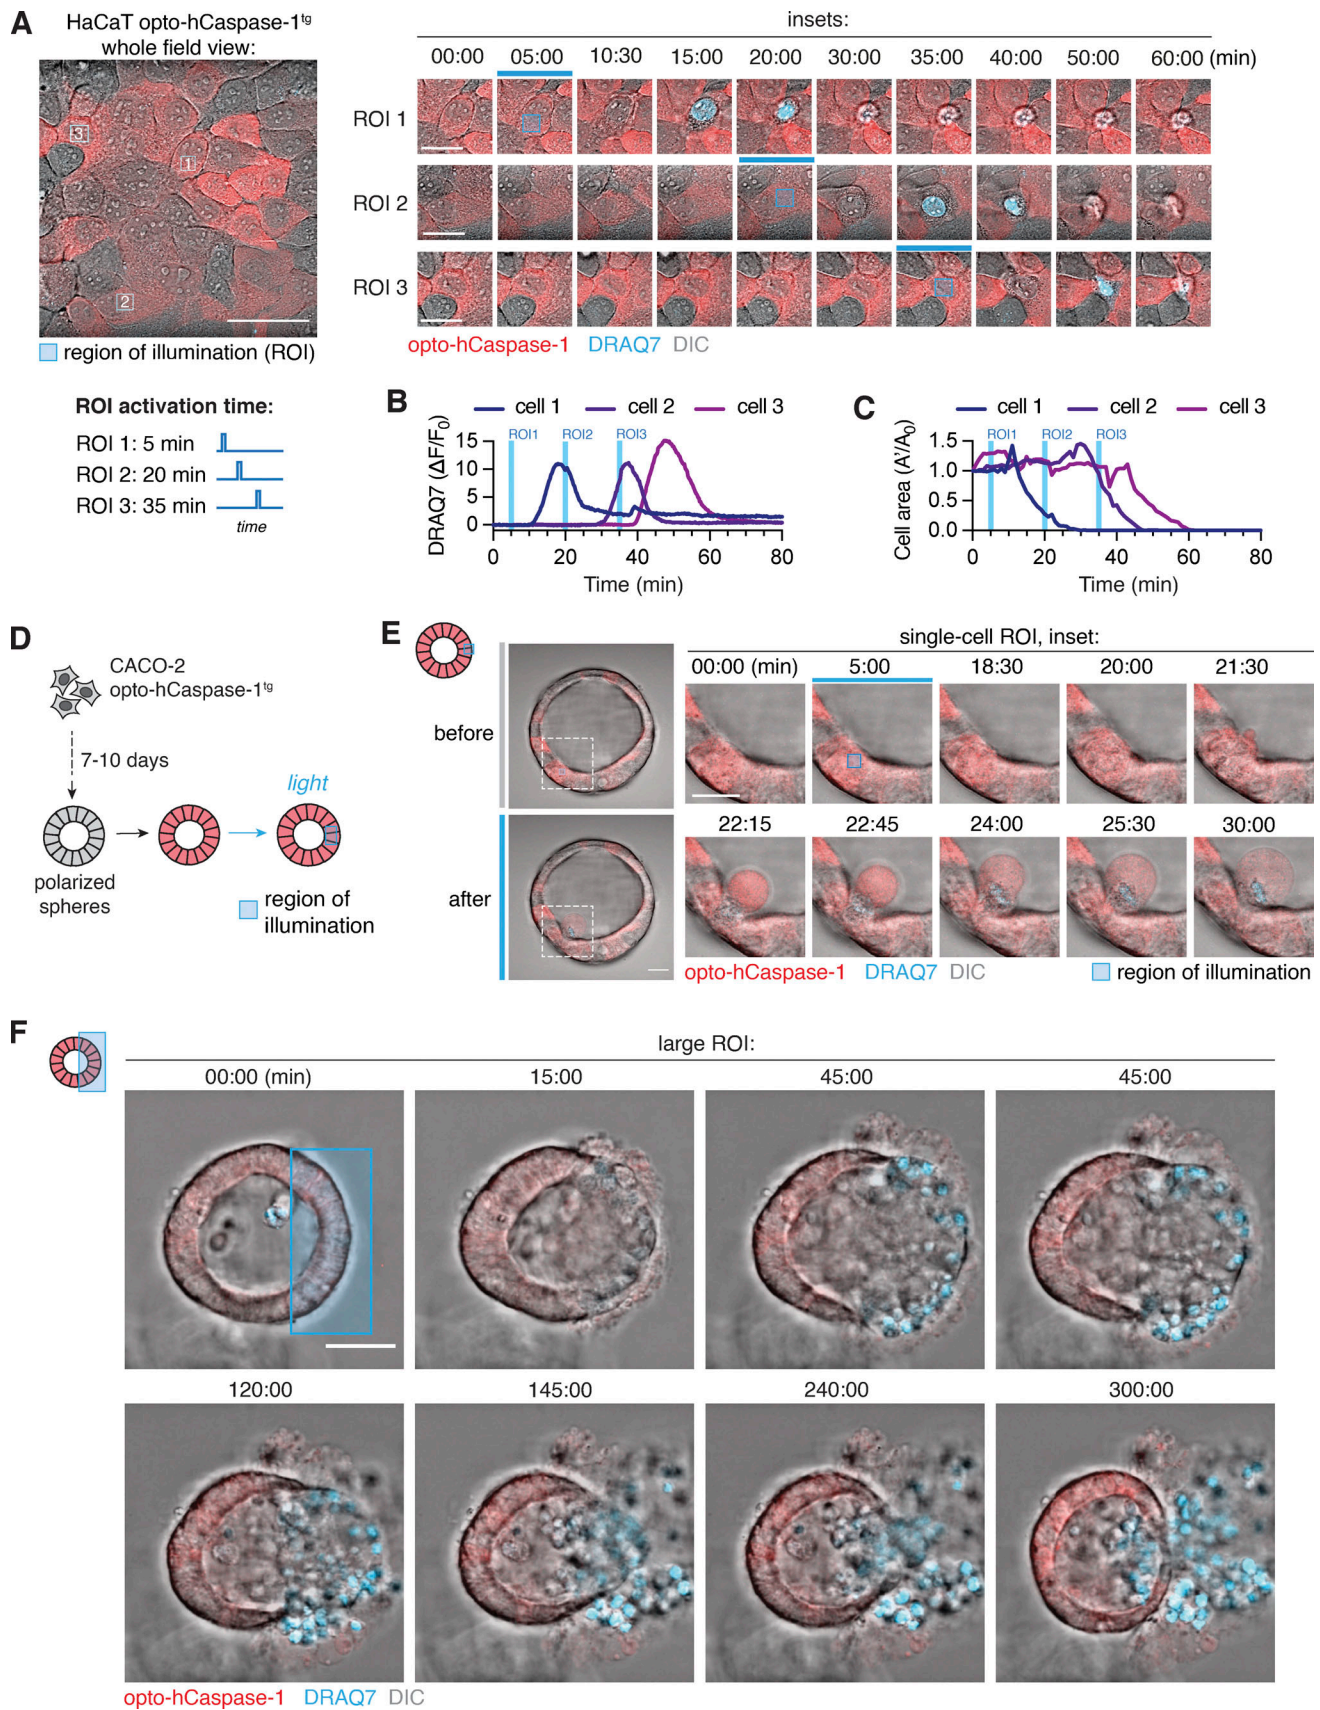 A
HaCaT opto-hCaspase-1tg
whole field view:
3
1
2
region of illumination (ROI)
insets:
00:00 05:00 10:30 15:00 20:00 30:00 35:00 40:00 50:00 60:00 (min)
ROI 1
ROI 2
ROI 3
opto-hCaspase-1 DRAQ7 DIC
ROI activation time:
ROI 1: 5 min
ROI 2: 20 min
ROI 3: 35 min
time
B
cell 1 cell 2 cell 3
ROI1 ROI2 ROI3
DRAQ7 (ΔF/F0)
15
10
5
0
0 20 40 60 80
Time (min)
C
cell 1 cell 2 cell 3
ROI1 ROI2 ROI3
Cell area (A'/A0)
1.5
1.0
0.5
0.0
0 20 40 60 80
Time (min)
D
CACO-2
opto-hCaspase-1tg
7-10 days
light
polarized
spheres
region of
illumination
E
single-cell ROI, inset:
before
00:00 (min) 5:00 18:30 20:00 21:30
after
22:15 22:45 24:00 25:30 30:00
opto-hCaspase-1 DRAQ7 DIC
region of illumination
F
large ROI:
00:00 (min) 15:00 45:00 45:00
120:00 145:00 240:00 300:00
opto-hCaspase-1 DRAQ7 DIC